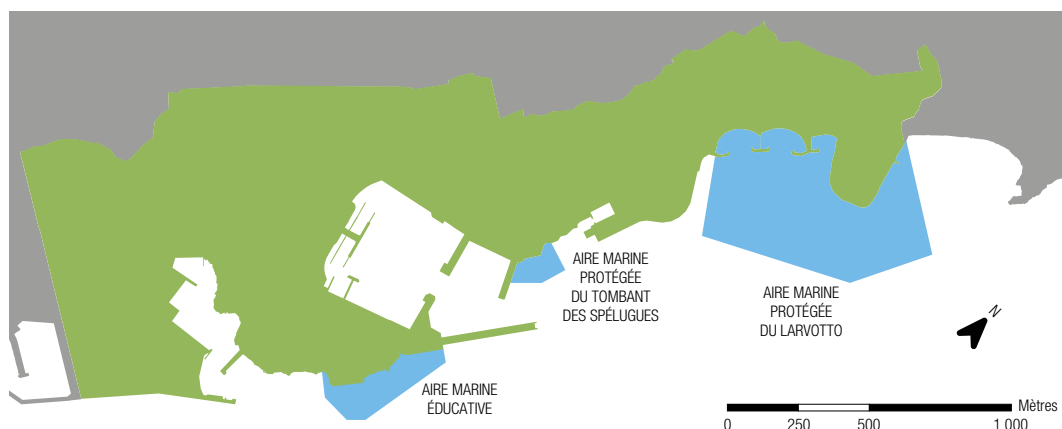 AIRE MARINE
PROTÉGÉE
DU TOMBANT
DES SPÉLUGUES
AIRE MARINE
PROTÉGÉE
DU LARVOTTO
AIRE MARINE
ÉDUCATIVE
N
Mètres
0 250 500 1 000